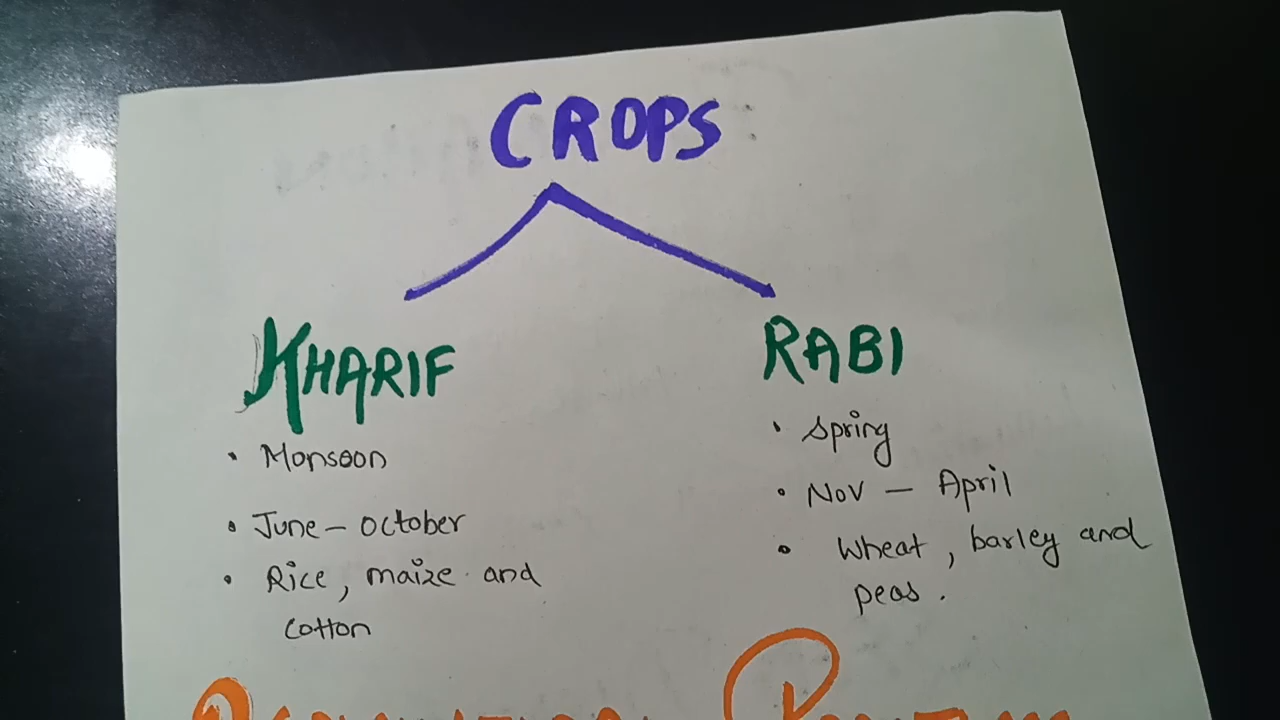 CROPS
KHARIF
• Monsoon
• June – October
• Rice, maize and
cotton
RABI
• Spring
• Nov – April
• Wheat, barley and
peas.